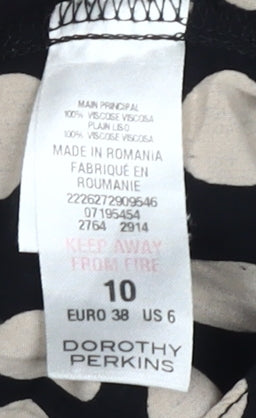 MAIN PRINCIPAL
100% VISCOSE VISCOSA
PLAIN LISO
100% VISCOSE VISCOSA
MADE IN ROMANIA
FABRIQUÉ EN
ROUMANIE
2226272909546
07195454
2764 2914
KEEP AWAY
FROM FIRE
10
EURO 38 US 6
DOROTHY
PERKINS